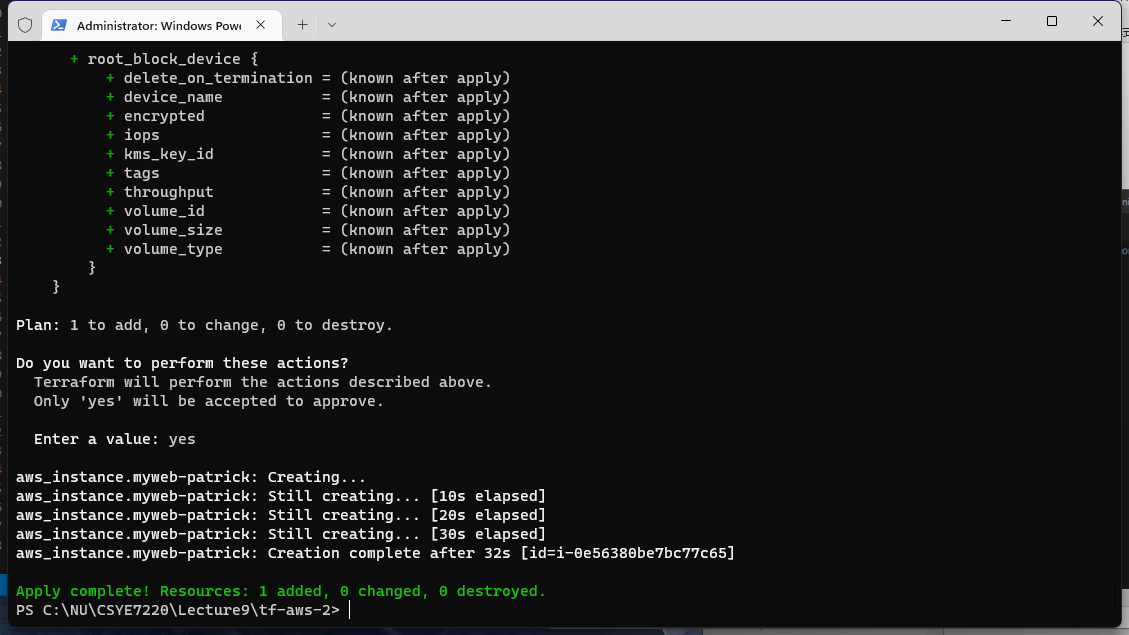 Administrator: Windows Powe
+ root_block_device {
+ delete_on_termination = (known after apply)
+ device_name = (known after apply)
+ encrypted = (known after apply)
+ iops = (known after apply)
+ kms_key_id = (known after apply)
+ tags = (known after apply)
+ throughput = (known after apply)
+ volume_id = (known after apply)
+ volume_size = (known after apply)
+ volume_type = (known after apply)
}
}
Plan: 1 to add, 0 to change, 0 to destroy.
Do you want to perform these actions?
Terraform will perform the actions described above.
Only 'yes' will be accepted to approve.
Enter a value: yes
aws_instance.myweb-patrick: Creating...
aws_instance.myweb-patrick: Still creating... [10s elapsed]
aws_instance.myweb-patrick: Still creating... [20s elapsed]
aws_instance.myweb-patrick: Still creating... [30s elapsed]
aws_instance.myweb-patrick: Creation complete after 32s [id=i-0e56380be7bc77c65]
Apply complete! Resources: 1 added, 0 changed, 0 destroyed.
PS C:\NU\CSYE7220\Lecture9\tf-aws-2>